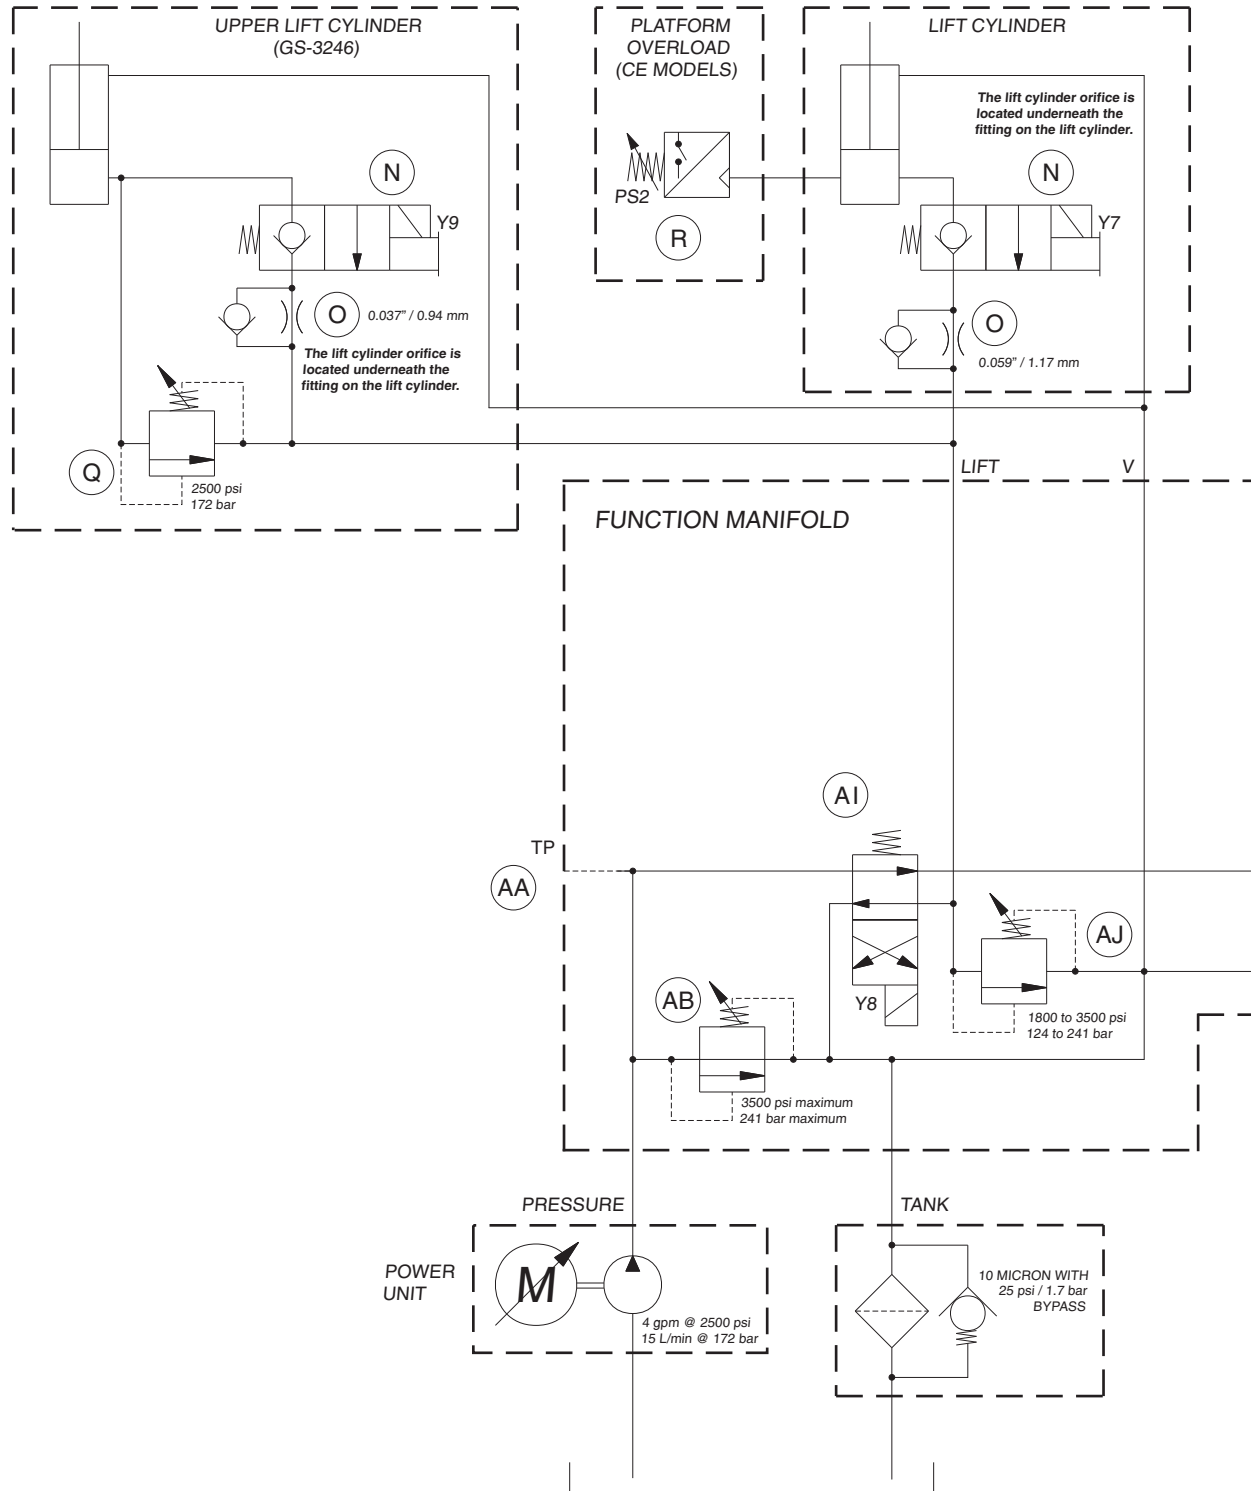 UPPER LIFT CYLINDER
(GS-3246)
N
Y9
O
0.037" / 0.94 mm
The lift cylinder orifice is
located underneath the
fitting on the lift cylinder.
Q
2500 psi
172 bar
PLATFORM
OVERLOAD
(CE MODELS)
PS2
R
LIFT CYLINDER
The lift cylinder orifice is
located underneath the
fitting on the lift cylinder.
N
Y7
O
0.059" / 1.17 mm
LIFT
V
FUNCTION MANIFOLD
AI
TP
AA
AJ
AB
Y8
1800 to 3500 psi
124 to 241 bar
3500 psi maximum
241 bar maximum
PRESSURE
TANK
POWER
UNIT
M
4 gpm @ 2500 psi
15 L/min @ 172 bar
10 MICRON WITH
25 psi / 1.7 bar
BYPASS